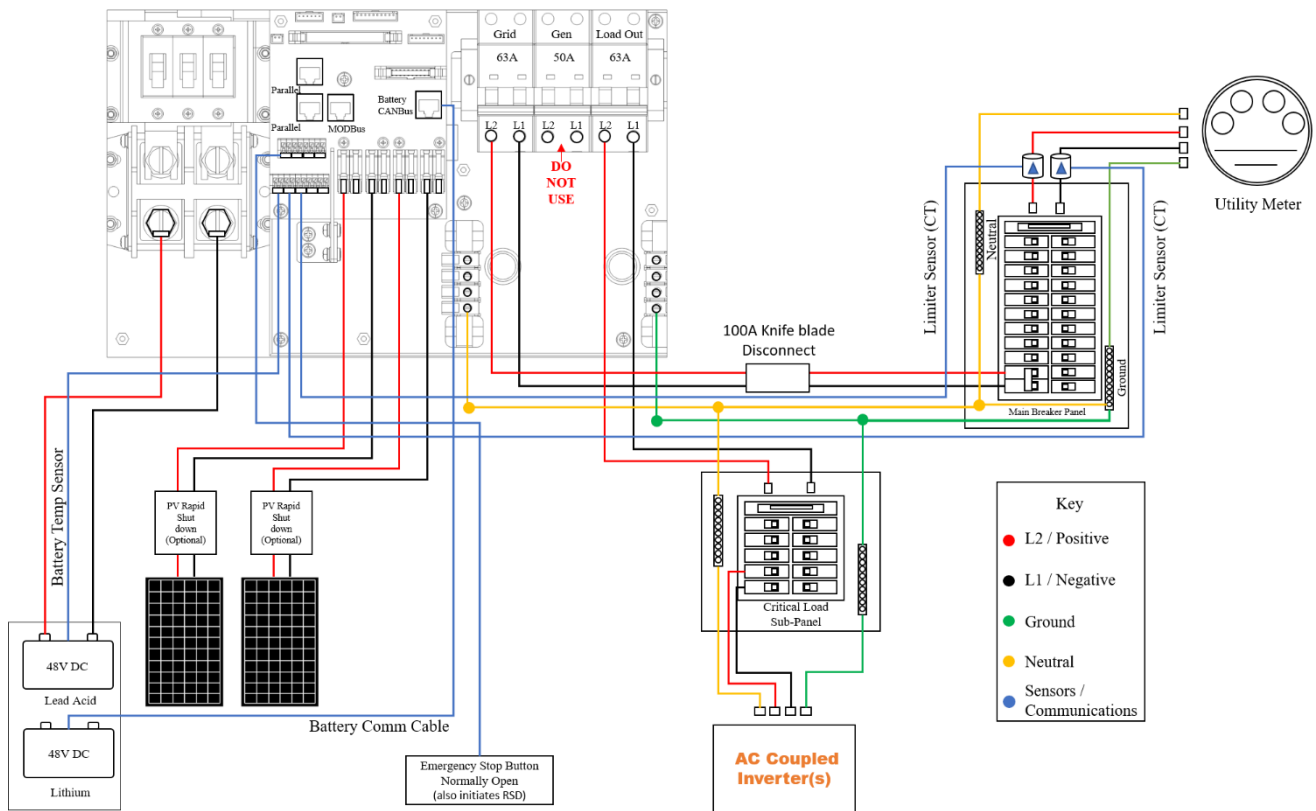 Grid
Gen
Load Out
63A
50A
63A
Parallel
Parallel
MODBus
Battery
CANBus
L2
L1
L2
L1
L2
L1
DO
NOT
USE
Utility Meter
Limiter Sensor (CT)
Neutral
Limiter Sensor (CT)
Ground
Main Breaker Panel
100A Knife blade
Disconnect
Battery Temp Sensor
PV Rapid
Shut
down
(Optional)
PV Rapid
Shut
down
(Optional)
Critical Load
Sub-Panel
Key
L2 / Positive
L1 / Negative
Ground
Neutral
Sensors /
Communications
48V DC
Lead Acid
48V DC
Lithium
Battery Comm Cable
Emergency Stop Button
Normally Open
(also initiates RSD)
AC Coupled
Inverter(s)